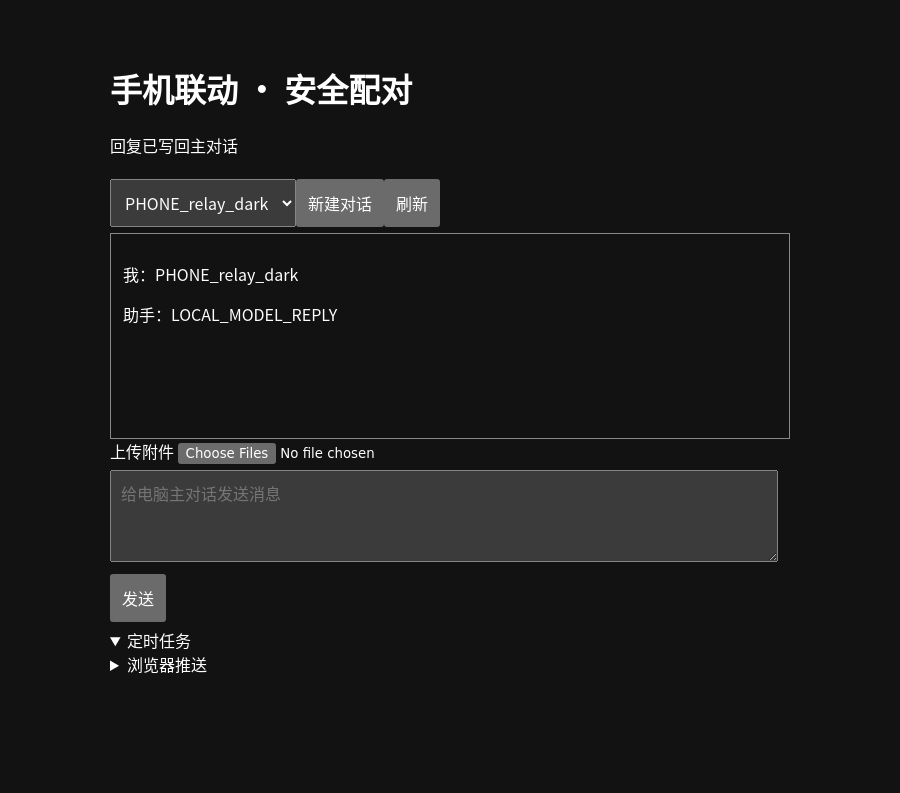 手机联动 · 安全配对
回复已写回主对话
PHONE_relay_dark 新建对话 刷新
我：PHONE_relay_dark
助手：LOCAL_MODEL_REPLY
上传附件 Choose Files No file chosen
给电脑主对话发送消息
发送
▼ 定时任务
▶ 浏览器推送